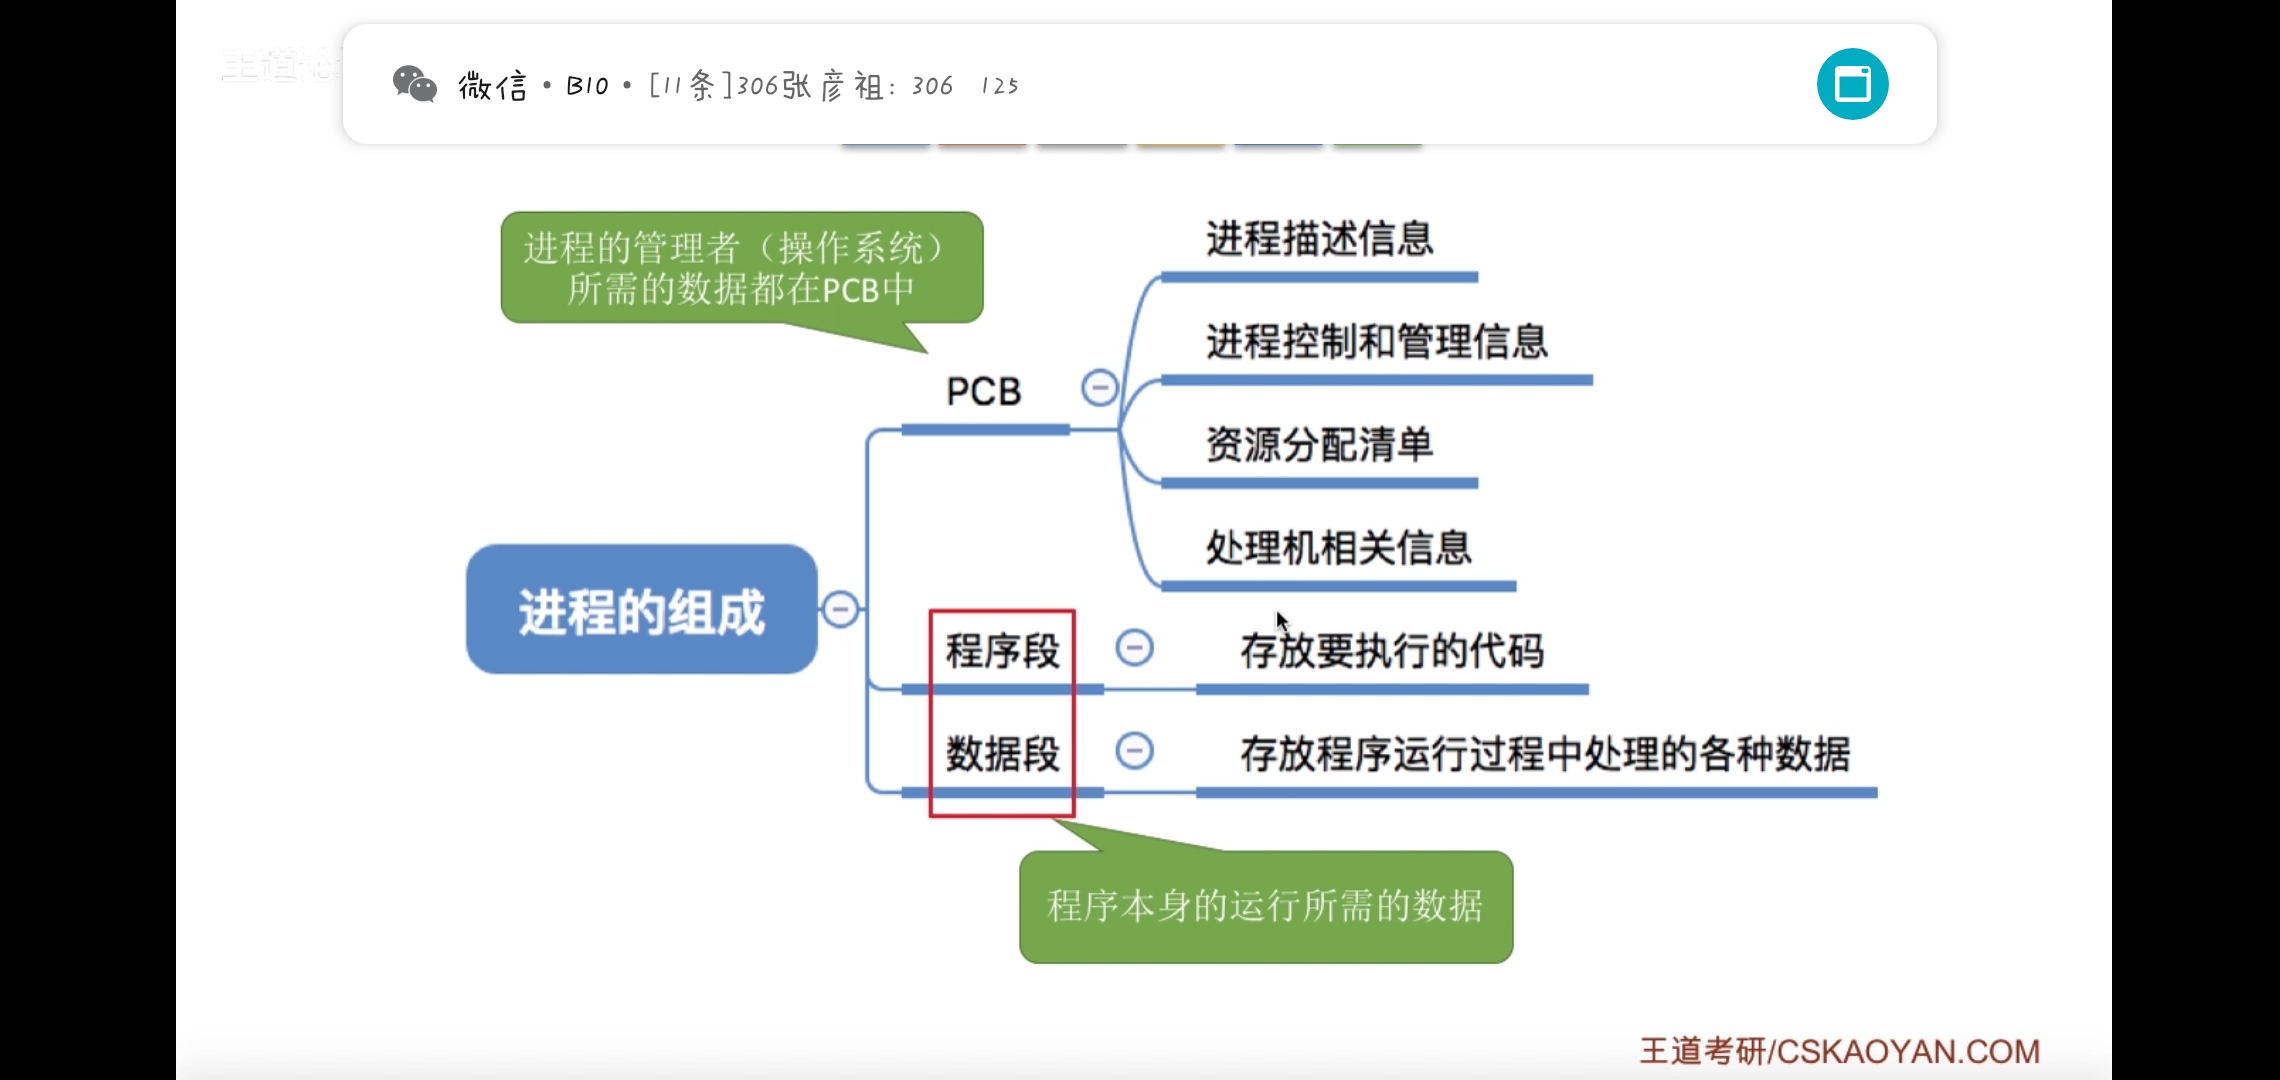 王道论
微信 • B10 • [11条]306张彦祖: 306 125
进程的管理者（操作系统）
所需的数据都在PCB中
进程描述信息
进程控制和管理信息
PCB
资源分配清单
处理机相关信息
进程的组成
程序段
存放要执行的代码
数据段
存放程序运行过程中处理的各种数据
程序本身的运行所需的数据
王道考研/CSKAOYAN.COM